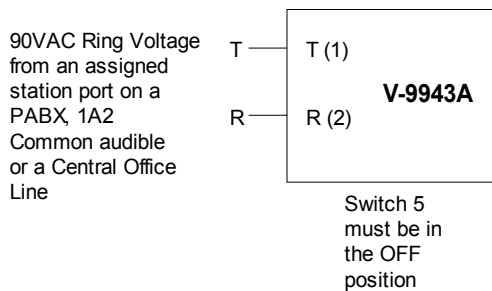 90VAC Ring Voltage
from an assigned
station port on a
PABX, 1A2
Common audible
or a Central Office
Line
T
T (1)
V-9943A
R
R (2)
Switch 5
must be in
the OFF
position